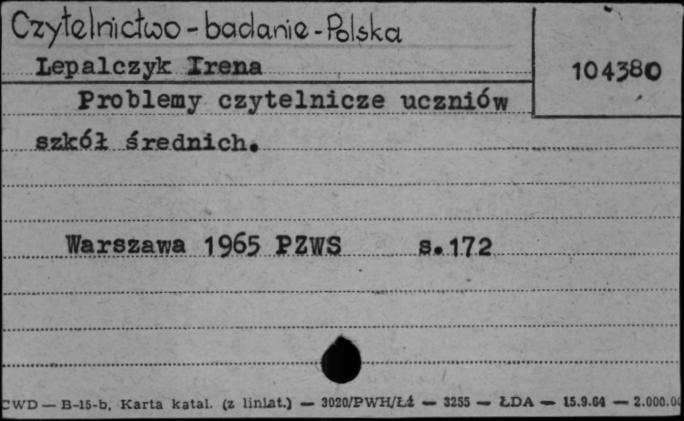 Czytelnictwo - badanie - Polska
Lepalczyk Irena
104380
Problemy czytelnicze uczniów
szkół średnich.
Warszawa 1965 PZWS s.172
CWD — B-15-b, Karta katal. (z liniat.) — 3020/PWH/Łź — 3255 — ŁDA — 15.9.64 — 2.000.00